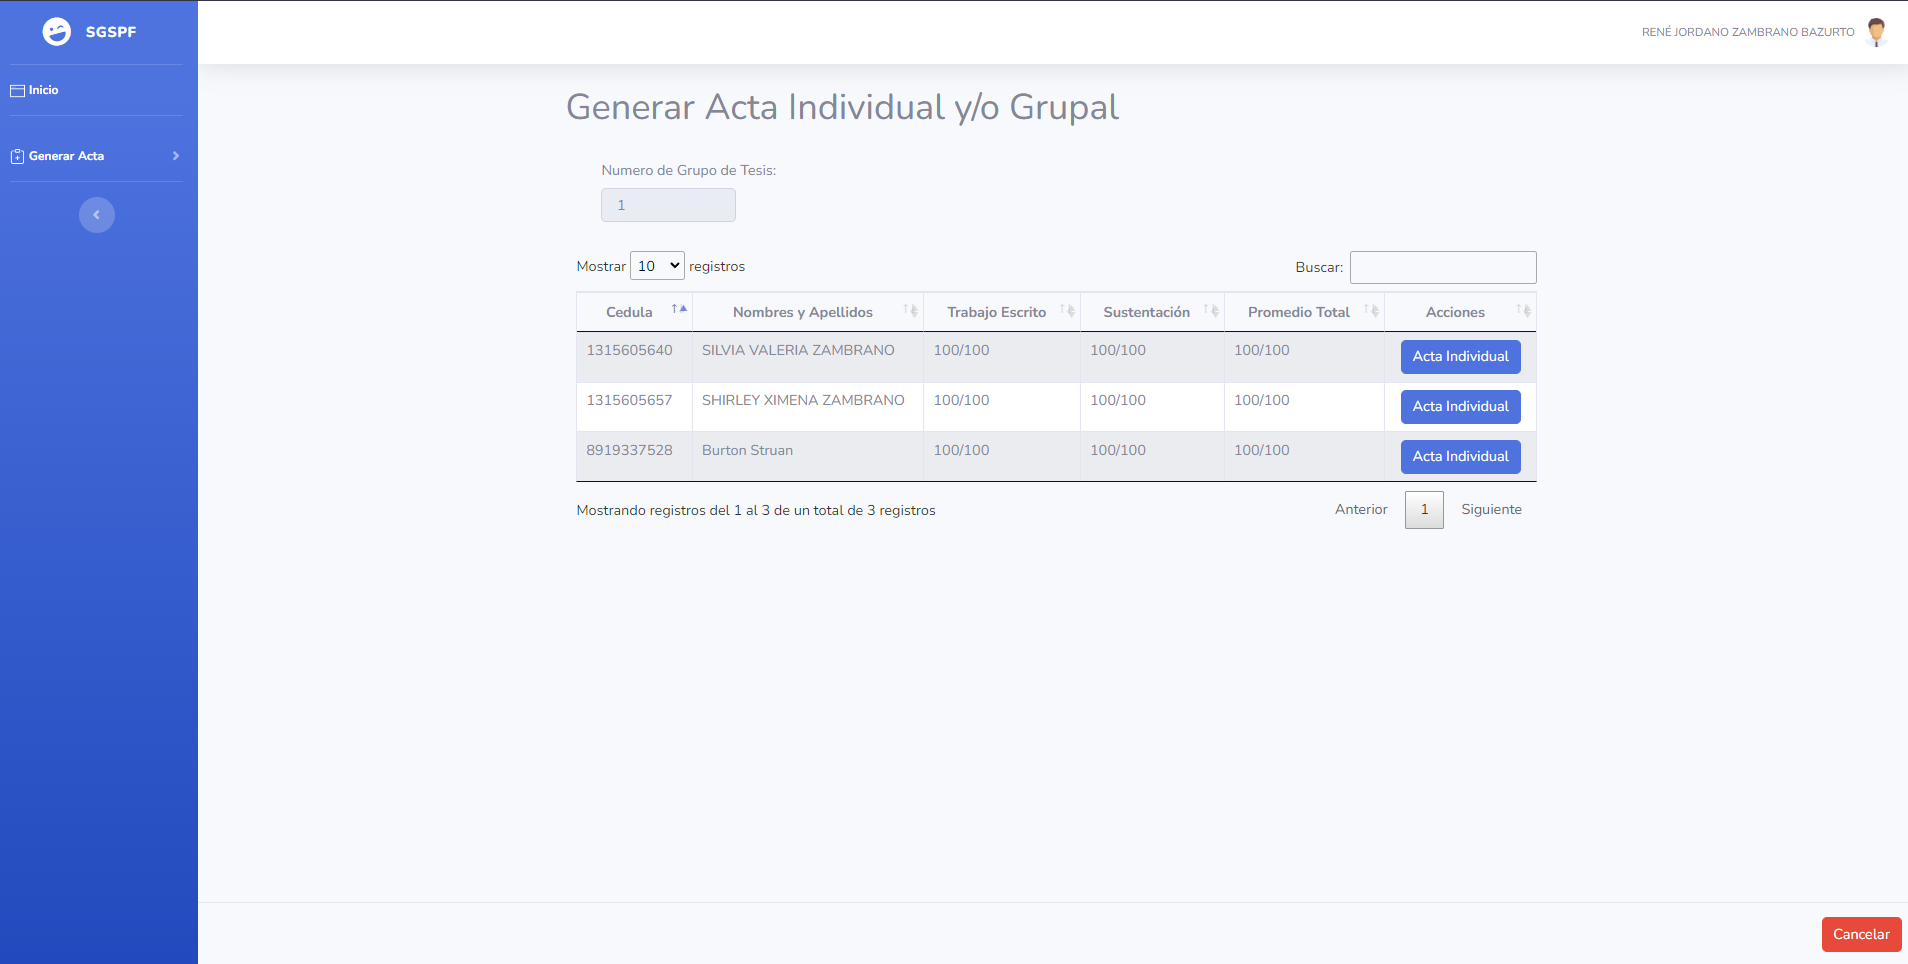 SGSPF
RENÉ JORDANO ZAMBRANO BAZURTO
Inicio
Generar Acta
Generar Acta Individual y/o Grupal
Numero de Grupo de Tesis:
1
Mostrar 10 registros
Buscar:
Cedula Nombres y Apellidos Trabajo Escrito Sustentación Promedio Total Acciones
1315605640 SILVIA VALERIA ZAMBRANO 100/100 100/100 100/100 Acta Individual
1315605657 SHIRLEY XIMENA ZAMBRANO 100/100 100/100 100/100 Acta Individual
8919337528 Burton Struan 100/100 100/100 100/100 Acta Individual
Mostrando registros del 1 al 3 de un total de 3 registros
Anterior 1 Siguiente
Cancelar